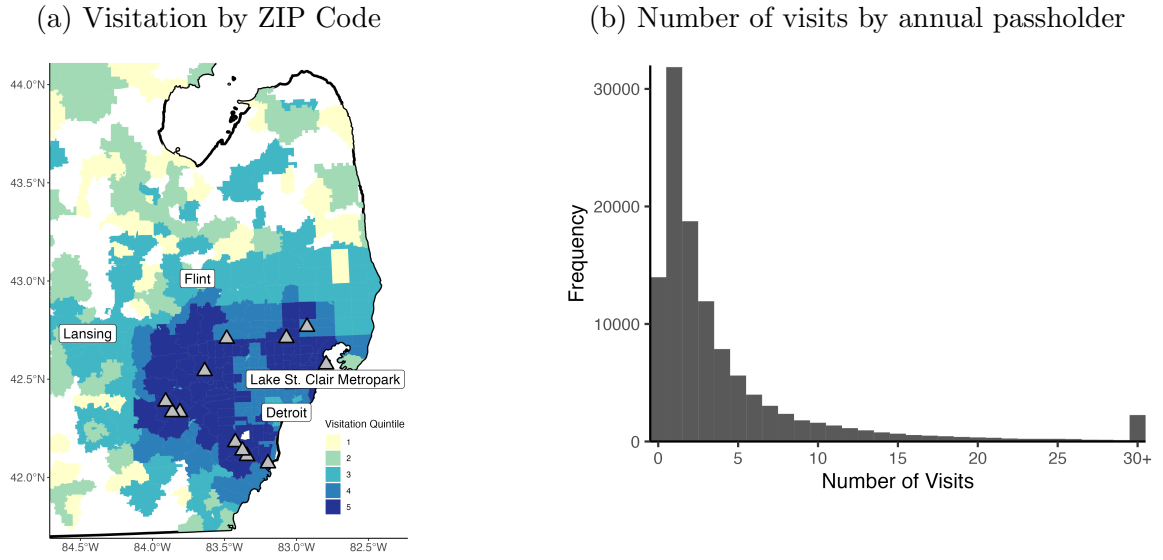 (a) Visitation by ZIP Code
44.0°N
43.5°N
43.0°N
42.5°N
42.0°N
84.5°W 84.0°W 83.5°W 83.0°W 82.5°W
Flint
Lansing
Lake St. Clair Metropark
Detroit
Visitation Quintile
1
2
3
4
5
(b) Number of visits by annual passholder
Frequency
30000
20000
10000
0
0 5 10 15 20 25 30+
Number of Visits